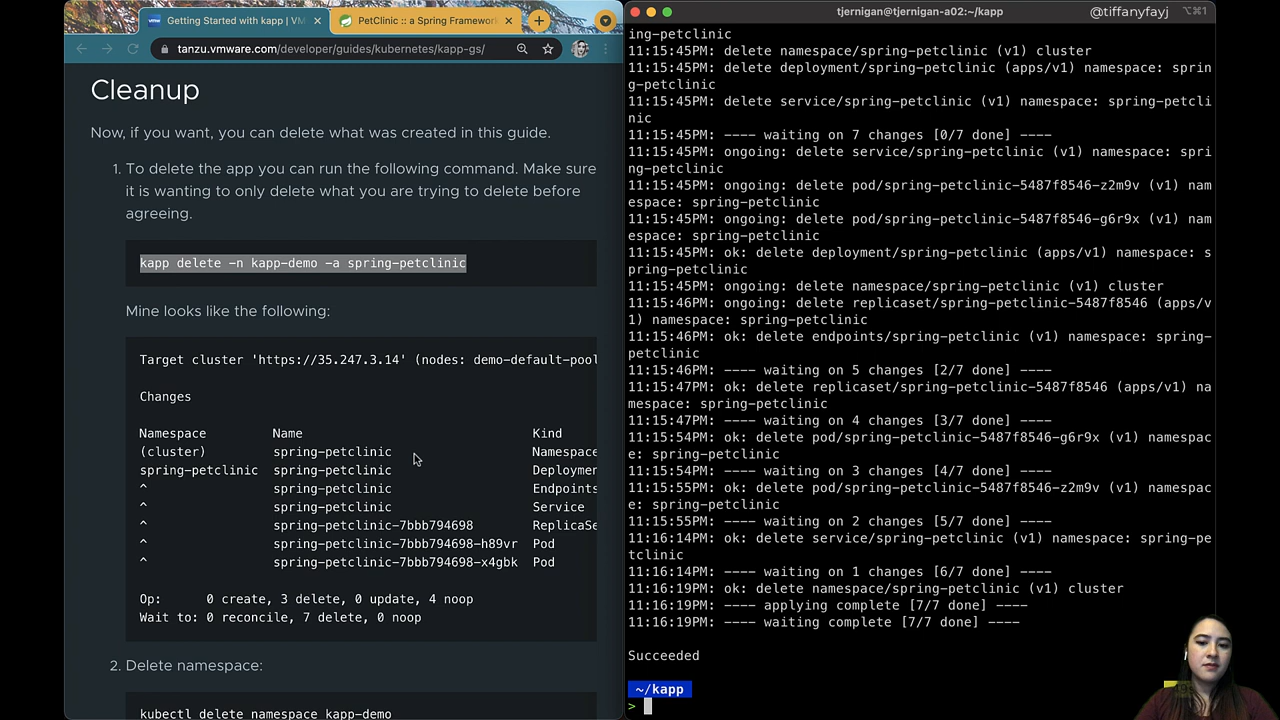 Getting Started with kapp | VM
PetClinic :: a Spring Framework
tanzu.vmware.com/developer/guides/kubernetes/kapp-gs/
Cleanup
Now, if you want, you can delete what was created in this guide.
1. To delete the app you can run the following command. Make sure
it is wanting to only delete what you are trying to delete before
agreeing.
kapp delete -n kapp-demo -a spring-petclinic
Mine looks like the following:
Target cluster 'https://35.247.3.14' (nodes: demo-default-pool
Changes
Namespace Name Kind
(cluster) spring-petclinic Namespace
spring-petclinic spring-petclinic Deploymen
^ spring-petclinic Endpoints
^ spring-petclinic Service
^ spring-petclinic-7bbb794698 ReplicaSe
^ spring-petclinic-7bbb794698-h89vr Pod
^ spring-petclinic-7bbb794698-x4gbk Pod
Op: 0 create, 3 delete, 0 update, 4 noop
Wait to: 0 reconcile, 7 delete, 0 noop
2. Delete namespace:
kubectl delete namespace kapp-demo
tjernigan@tjernigan-a02:~/kapp
@tiffanyfayj
⌥⌘1
ing-petclinic
11:15:45PM: delete namespace/spring-petclinic (v1) cluster
11:15:45PM: delete deployment/spring-petclinic (apps/v1) namespace: sprin
g-petclinic
11:15:45PM: delete service/spring-petclinic (v1) namespace: spring-petcli
nic
11:15:45PM: ---- waiting on 7 changes [0/7 done] ----
11:15:45PM: ongoing: delete service/spring-petclinic (v1) namespace: spri
ng-petclinic
11:15:45PM: ongoing: delete pod/spring-petclinic-5487f8546-z2m9v (v1) nam
espace: spring-petclinic
11:15:45PM: ongoing: delete pod/spring-petclinic-5487f8546-g6r9x (v1) nam
espace: spring-petclinic
11:15:45PM: ok: delete deployment/spring-petclinic (apps/v1) namespace: s
pring-petclinic
11:15:45PM: ongoing: delete namespace/spring-petclinic (v1) cluster
11:15:46PM: ongoing: delete replicaset/spring-petclinic-5487f8546 (apps/v
1) namespace: spring-petclinic
11:15:46PM: ok: delete endpoints/spring-petclinic (v1) namespace: spring-
petclinic
11:15:46PM: ---- waiting on 5 changes [2/7 done] ----
11:15:47PM: ok: delete replicaset/spring-petclinic-5487f8546 (apps/v1) na
mespace: spring-petclinic
11:15:47PM: ---- waiting on 4 changes [3/7 done] ----
11:15:54PM: ok: delete pod/spring-petclinic-5487f8546-g6r9x (v1) namespac
e: spring-petclinic
11:15:54PM: ---- waiting on 3 changes [4/7 done] ----
11:15:55PM: ok: delete pod/spring-petclinic-5487f8546-z2m9v (v1) namespac
e: spring-petclinic
11:15:55PM: ---- waiting on 2 changes [5/7 done] ----
11:16:14PM: ok: delete service/spring-petclinic (v1) namespace: spring-pe
tclinic
11:16:14PM: ---- waiting on 1 changes [6/7 done] ----
11:16:19PM: ok: delete namespace/spring-petclinic (v1) cluster
11:16:19PM: ---- applying complete [7/7 done] ----
11:16:19PM: ---- waiting complete [7/7 done] ----
Succeeded
~/kapp
>